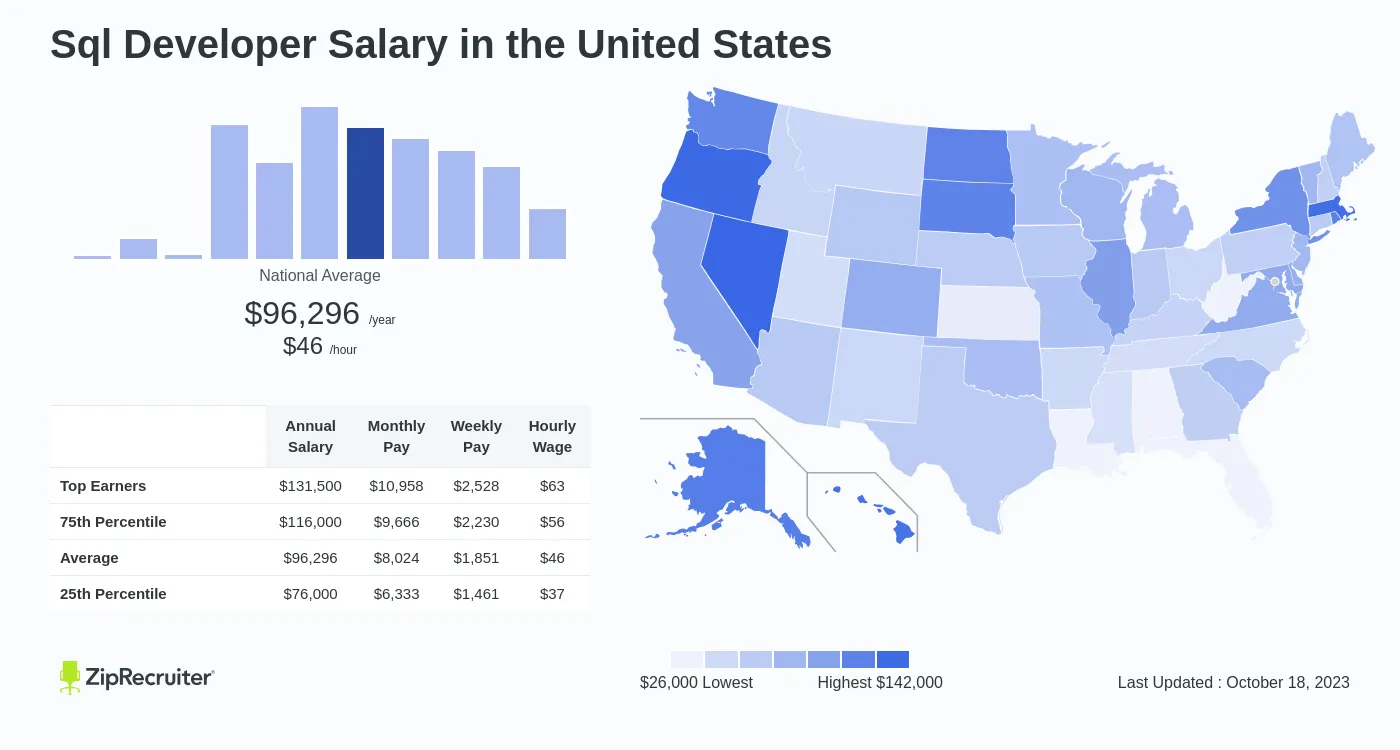 Sql Developer Salary in the United States
National Average
$96,296 /year
$46 /hour
Annual Salary Monthly Pay Weekly Pay Hourly Wage
Top Earners $131,500 $10,958 $2,528 $63
75th Percentile $116,000 $9,666 $2,230 $56
Average $96,296 $8,024 $1,851 $46
25th Percentile $76,000 $6,333 $1,461 $37
ZipRecruiter
$26,000 Lowest Highest $142,000
Last Updated : October 18, 2023